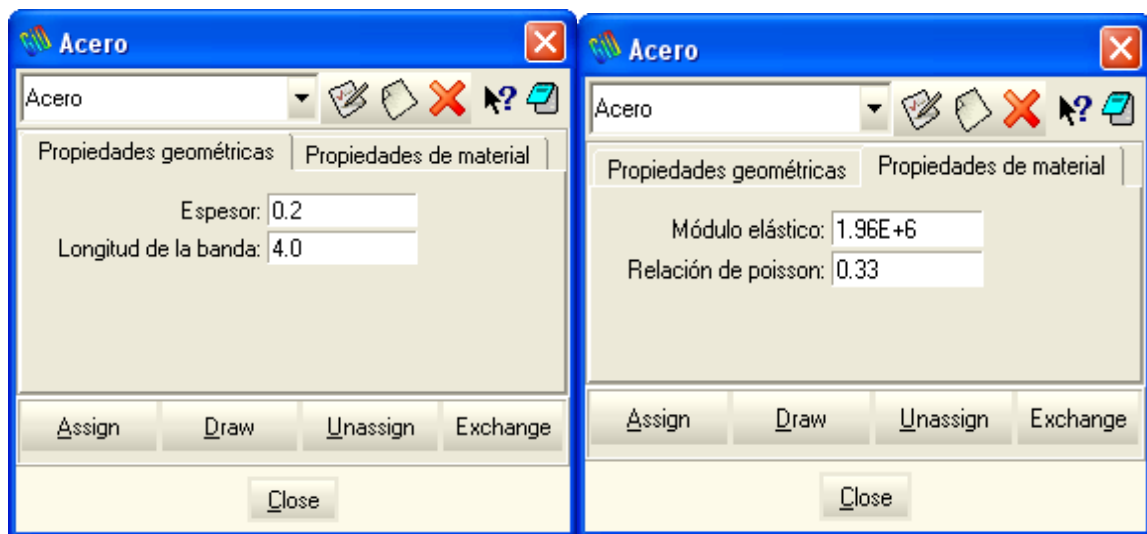 Acero
Acero
Propiedades geométricas Propiedades de material
Espesor: 0.2
Longitud de la banda: 4.0
Assign Draw Unassign Exchange
Close
Acero
Acero
Propiedades geométricas Propiedades de material
Módulo elástico: 1.96E+6
Relación de poisson: 0.33
Assign Draw Unassign Exchange
Close